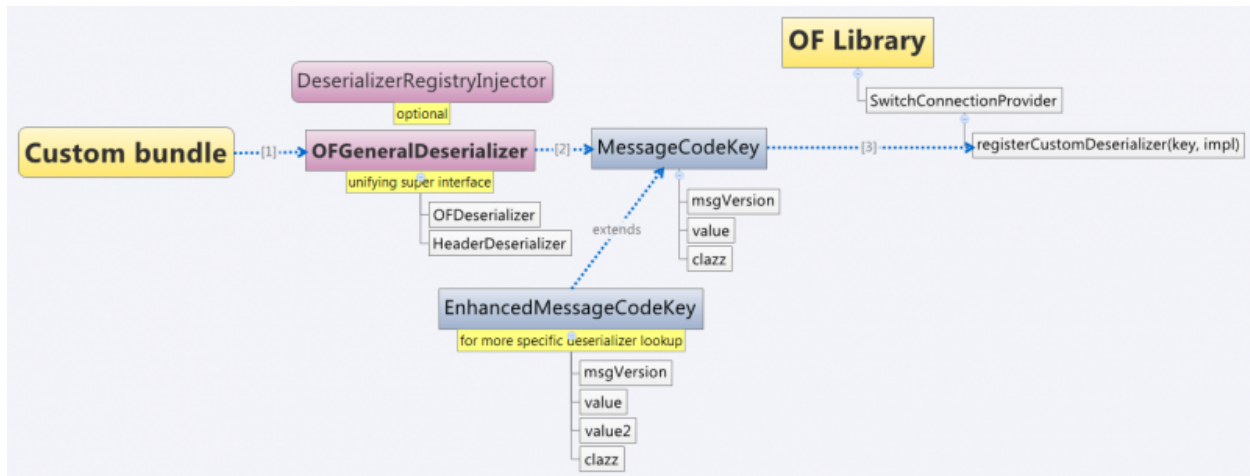 OF Library
SwitchConnectionProvider
registerCustomDeserializer(key, impl)
DeserializerRegistryInjector
optional
Custom bundle
[1]
OFGeneralDeserializer
unifying super interface
OFDeserializer
HeaderDeserializer
[2]
MessageCodeKey
msgVersion
value
clazz
[3]
extends
EnhancedMessageCodeKey
for more specific deserializer lookup
msgVersion
value
value2
clazz